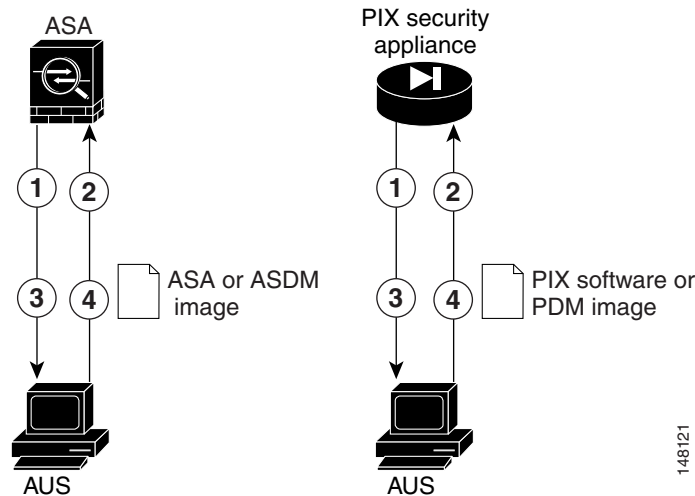 ASA
1
2
3
4
ASA or ASDM
image
AUS
PIX security
appliance
1
2
3
4
PIX software or
PDM image
AUS
148121